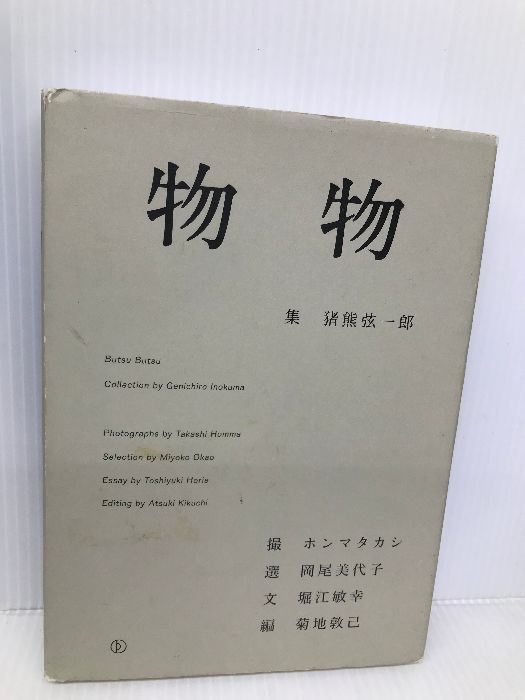 物 物
集 猪熊弦一郎
Butsu Butsu
Collection by Genichiro Inokuma
Photographs by Takashi Homma
Selection by Miyoko Okao
Essay by Toshiyuki Horie
Editing by Atsuki Kikuchi
撮 ホンマタカシ
選 岡尾美代子
文 堀江敏幸
編 菊地敦己